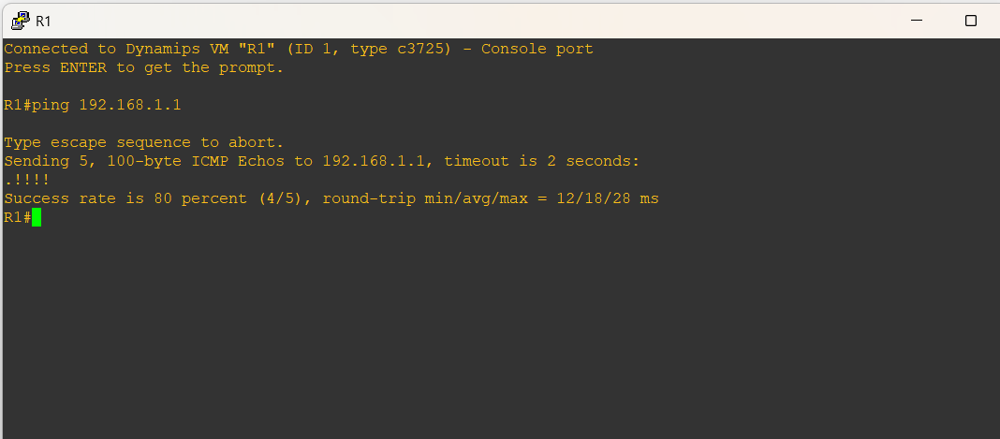 R1
Connected to Dynamips VM "R1" (ID 1, type c3725) - Console port
Press ENTER to get the prompt.
R1#ping 192.168.1.1
Type escape sequence to abort.
Sending 5, 100-byte ICMP Echos to 192.168.1.1, timeout is 2 seconds:
.!!!!
Success rate is 80 percent (4/5), round-trip min/avg/max = 12/18/28 ms
R1#